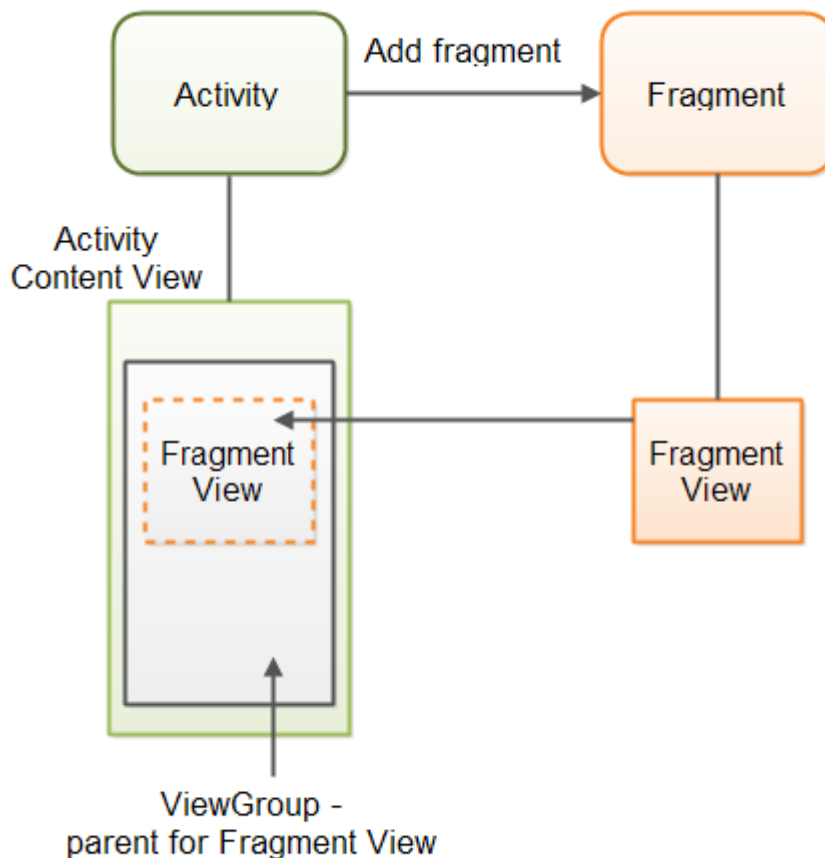 Activity
Add fragment
Fragment
Activity
Content View
Fragment
View
Fragment
View
ViewGroup -
parent for Fragment View